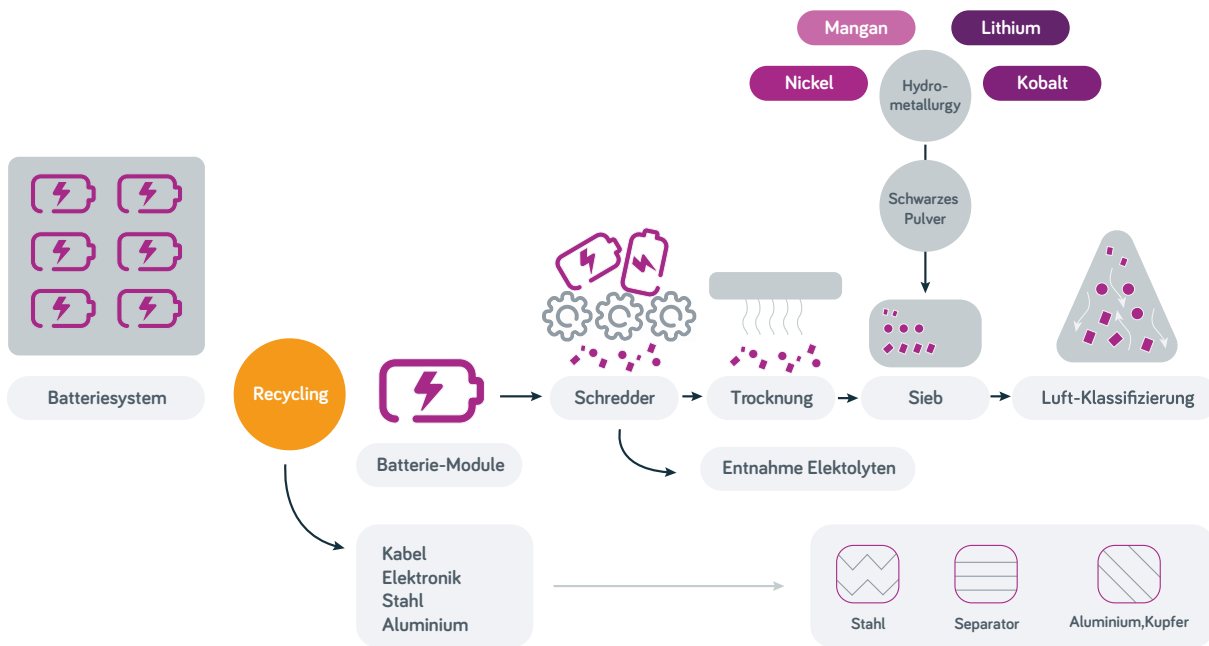 Mangan
Lithium
Nickel
Kobalt
Hydro-
metallurgy
Schwarzes
Pulver
Batteriesystem
Recycling
Batterie-Module
Schredder
Trocknung
Sieb
Luft-Klassifizierung
Entnahme Elektolyten
Kabel
Elektronik
Stahl
Aluminium
Stahl
Separator
Aluminium,Kupfer